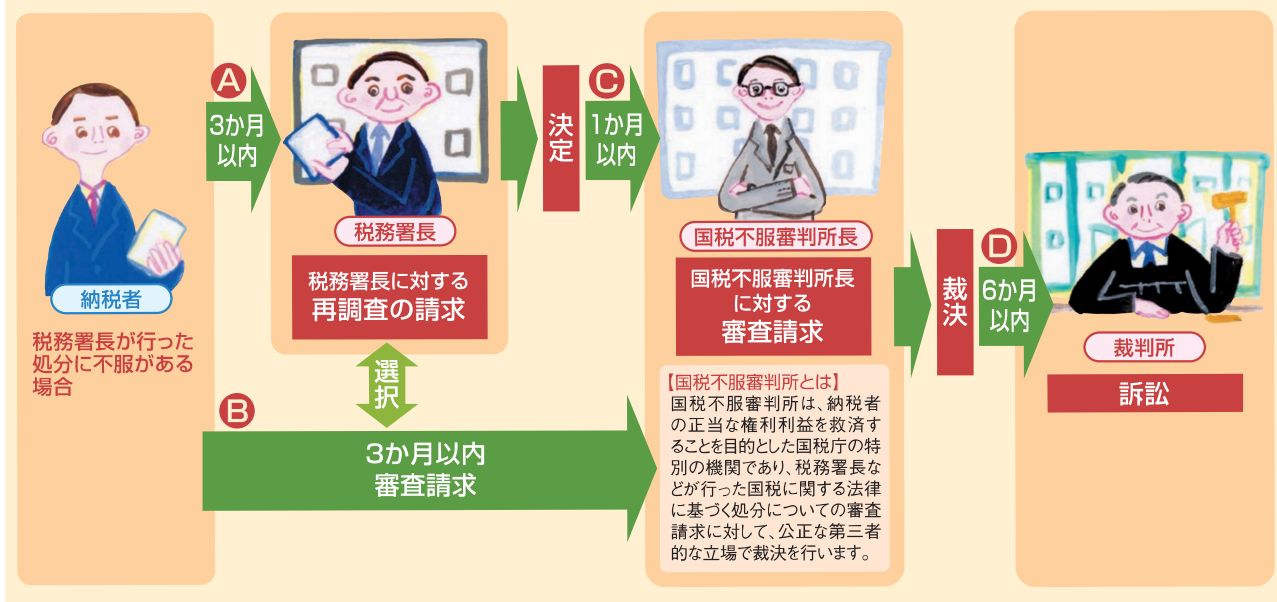 納税者
税務署長が行った
処分に不服がある
場合
A
3か月
以内
税務署長
税務署長に対する
再調査の請求
選択
B
3か月以内
審査請求
決定
C
1か月
以内
国税不服審判所長
国税不服審判所長
に対する
審査請求
【国税不服審判所とは】
国税不服審判所は、納税者
の正当な権利利益を救済す
ることを目的とした国税庁の特
別の機関であり、税務署長な
どが行った国税に関する法律
に基づく処分についての審査
請求に対して、公正な第三者
的な立場で裁決を行います。
裁決
D
6か月
以内
裁判所
訴訟